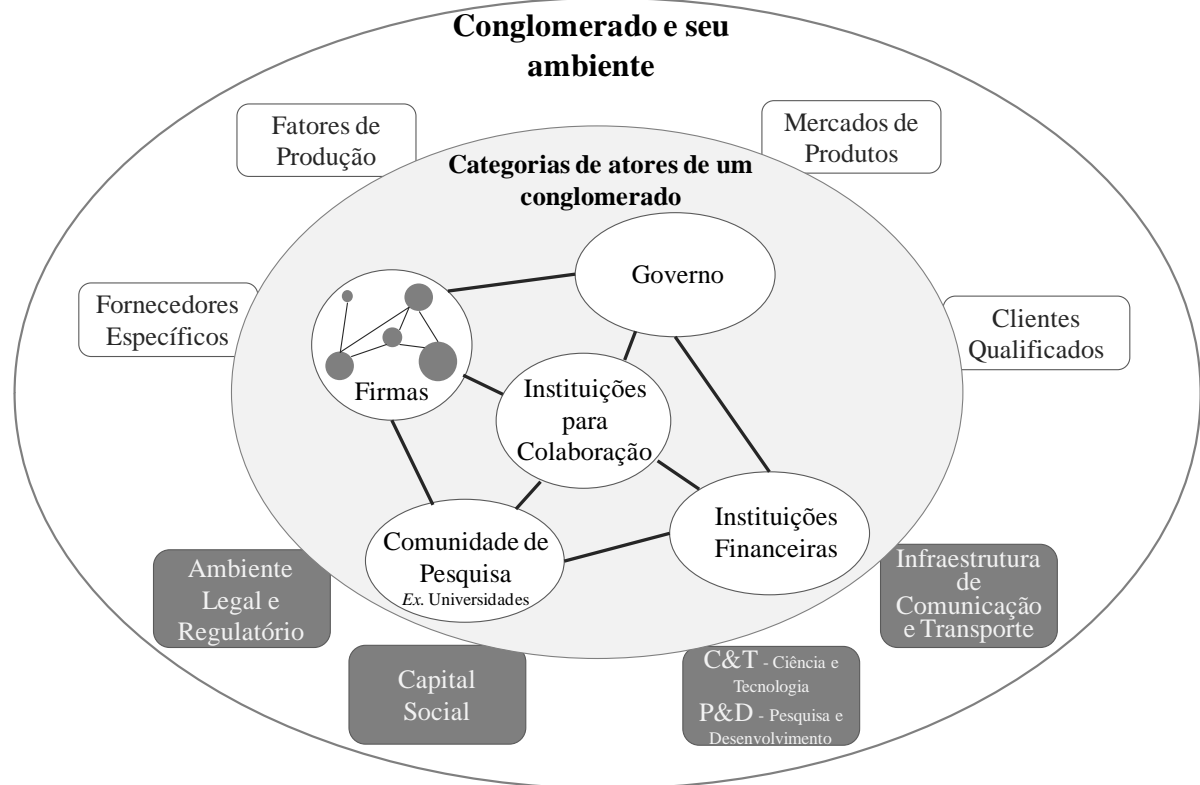 Conglomerado e seu
ambiente
Fatores de
Produção
Mercados de
Produtos
Categorias de atores de um
conglomerado
Governo
Fornecedores
Específicos
Clientes
Qualificados
Firmas
Instituições
para
Colaboração
Comunidade de
Pesquisa
Ex. Universidades
Instituições
Financeiras
Ambiente
Legal e
Regulatório
Infraestrutura
de
Comunicação
e Transporte
Capital
Social
C&T - Ciência e
Tecnologia
P&D - Pesquisa e
Desenvolvimento